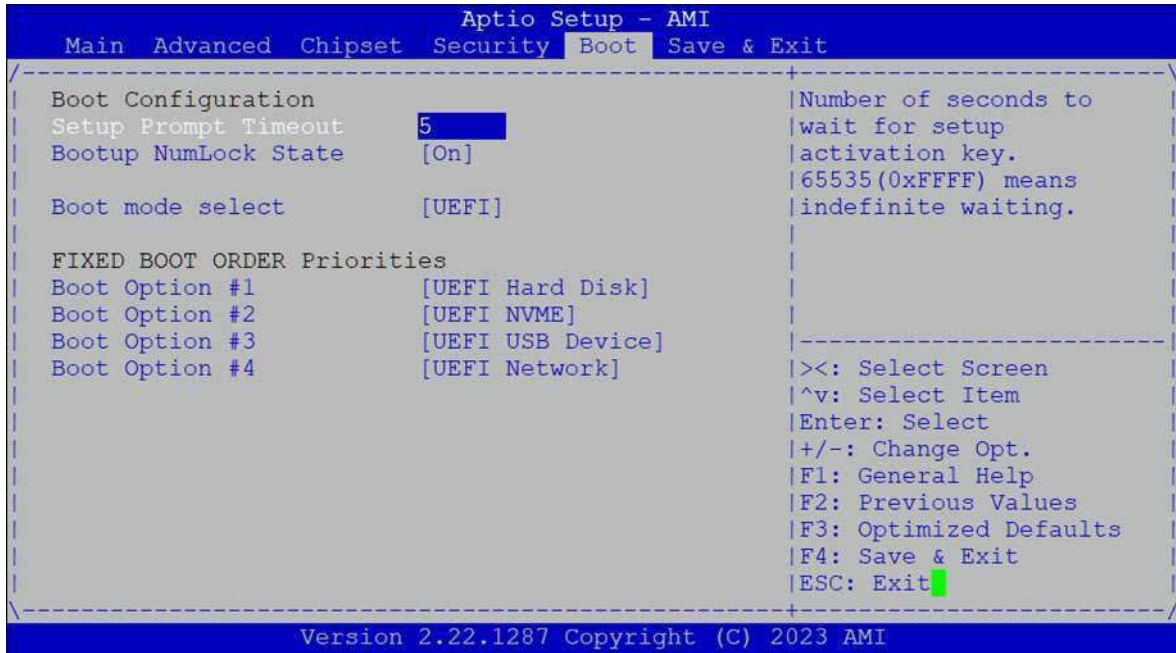 Aptio Setup - AMI
Main Advanced Chipset Security Boot Save & Exit
Boot Configuration
Setup Prompt Timeout 5
Bootup NumLock State [On]
Boot mode select [UEFI]
FIXED BOOT ORDER Priorities
Boot Option #1 [UEFI Hard Disk]
Boot Option #2 [UEFI NVME]
Boot Option #3 [UEFI USB Device]
Boot Option #4 [UEFI Network]
Number of seconds to
wait for setup
activation key.
65535(0xFFFF) means
indefinite waiting.
><: Select Screen
^v: Select Item
Enter: Select
+/-: Change Opt.
F1: General Help
F2: Previous Values
F3: Optimized Defaults
F4: Save & Exit
ESC: Exit
Version 2.22.1287 Copyright (C) 2023 AMI